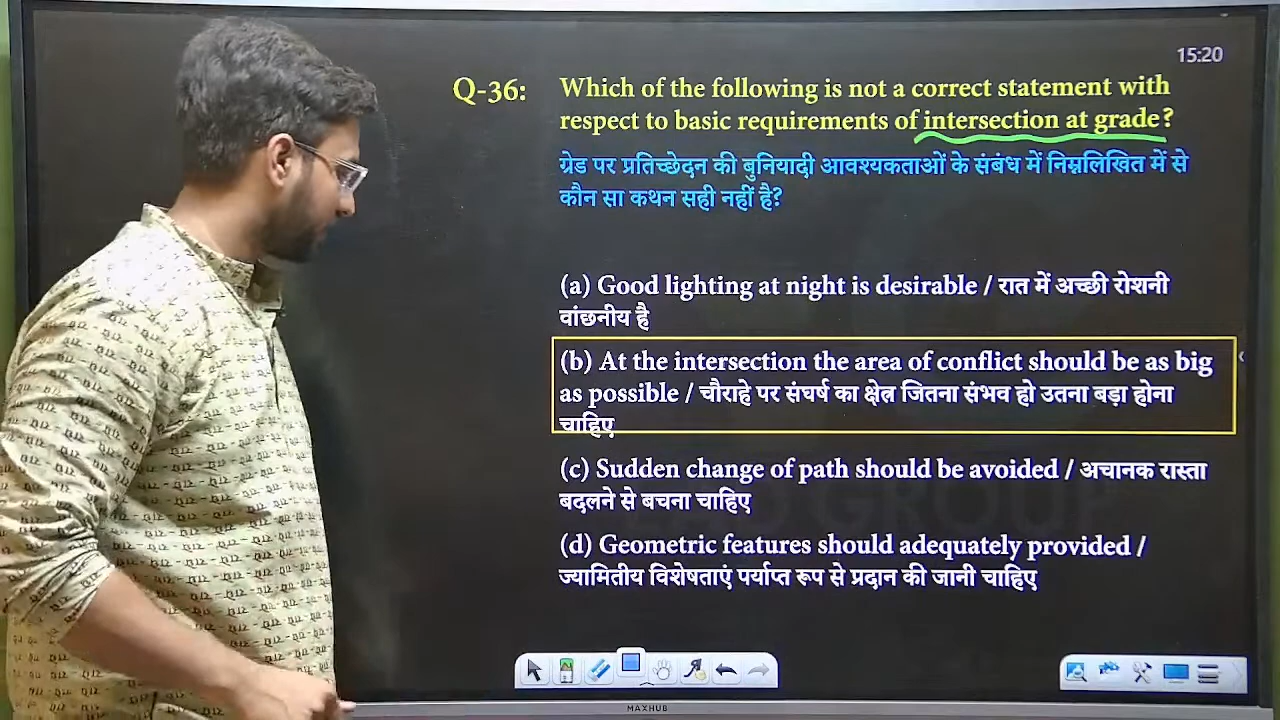 15:20
Q-36: Which of the following is not a correct statement with
respect to basic requirements of intersection at grade?
ग्रेड पर प्रतिच्छेदन की बुनियादी आवश्यकताओं के संबंध में निम्नलिखित में से
कौन सा कथन सही नहीं है?
(a) Good lighting at night is desirable / रात में अच्छी रोशनी
वांछनीय है
(b) At the intersection the area of conflict should be as big
as possible / चौराहे पर संघर्ष का क्षेत्र जितना संभव हो उतना बड़ा होना
चाहिए
(c) Sudden change of path should be avoided / अचानक रास्ता
बदलने से बचना चाहिए
(d) Geometric features should adequately provided /
ज्यामितीय विशेषताएं पर्याप्त रूप से प्रदान की जानी चाहिए
MAXHUB